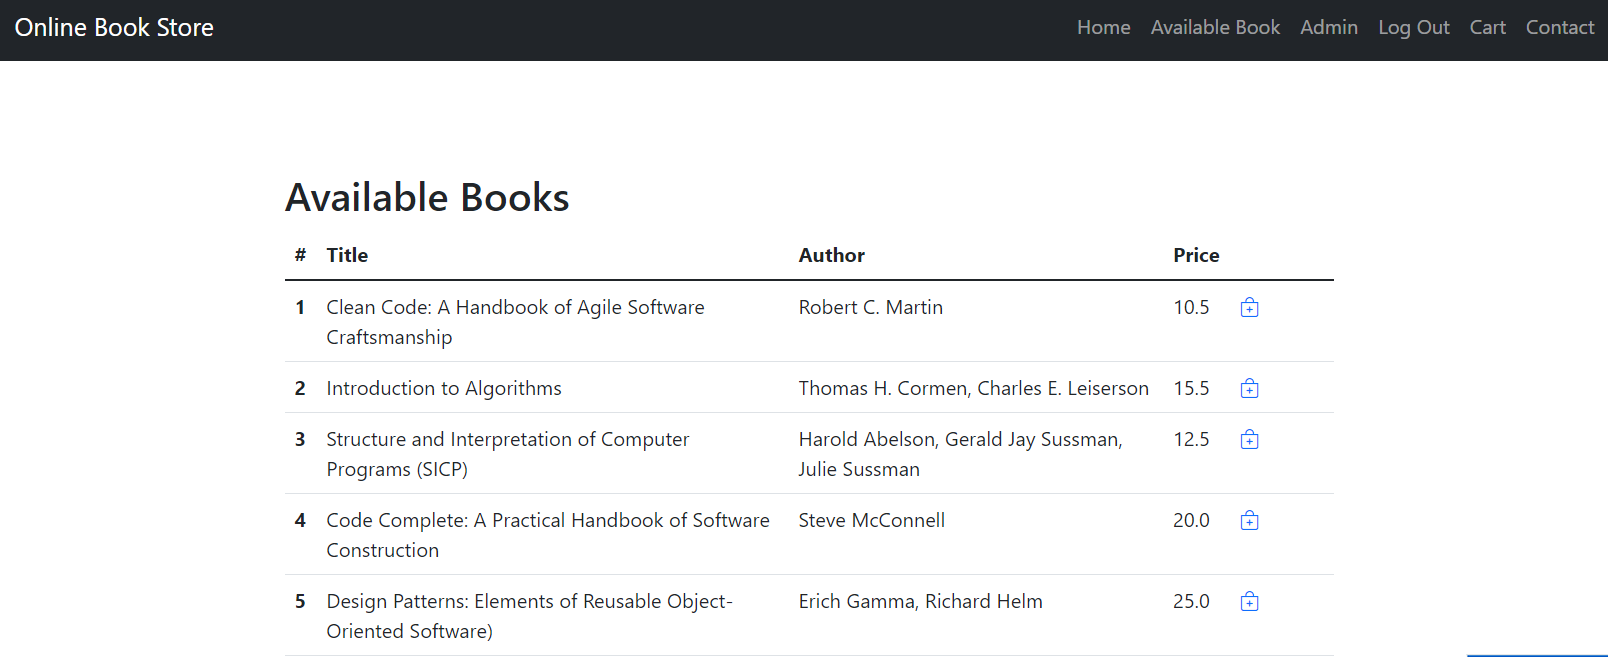 Online Book Store Home Available Book Admin Log Out Cart Contact
Available Books
# Title Author Price
1 Clean Code: A Handbook of Agile Software Robert C. Martin 10.5
Craftsmanship
2 Introduction to Algorithms Thomas H. Cormen, Charles E. Leiserson 15.5
3 Structure and Interpretation of Computer Harold Abelson, Gerald Jay Sussman, 12.5
Programs (SICP) Julie Sussman
4 Code Complete: A Practical Handbook of Software Steve McConnell 20.0
Construction
5 Design Patterns: Elements of Reusable Object- Erich Gamma, Richard Helm 25.0
Oriented Software)